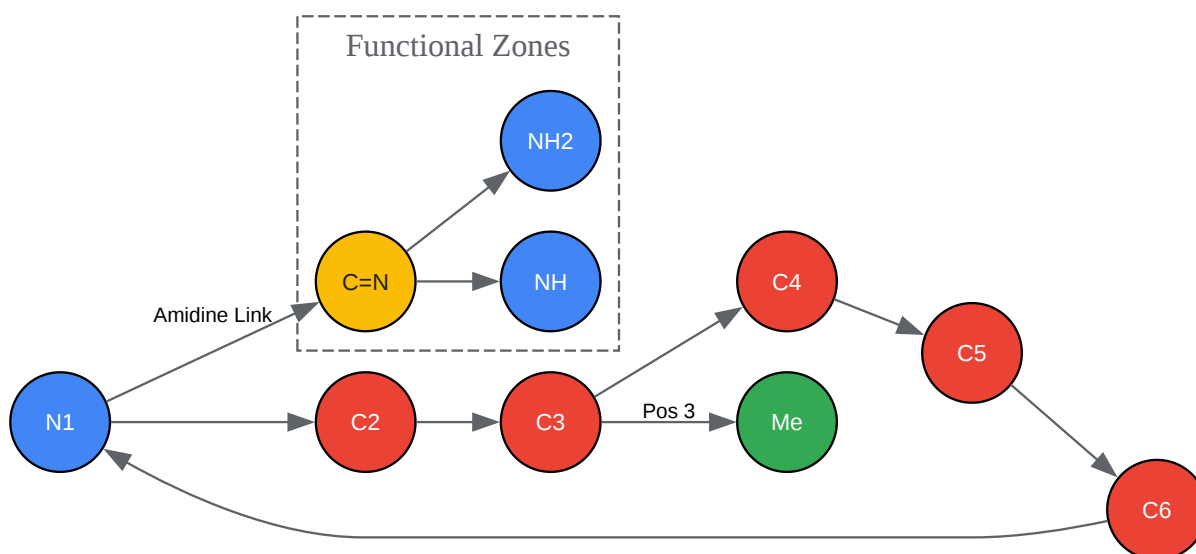 Functional Zones
NH2
C=N
NH
C4
Amidine Link
C5
N1
C2
C3
Pos 3
Me
C6